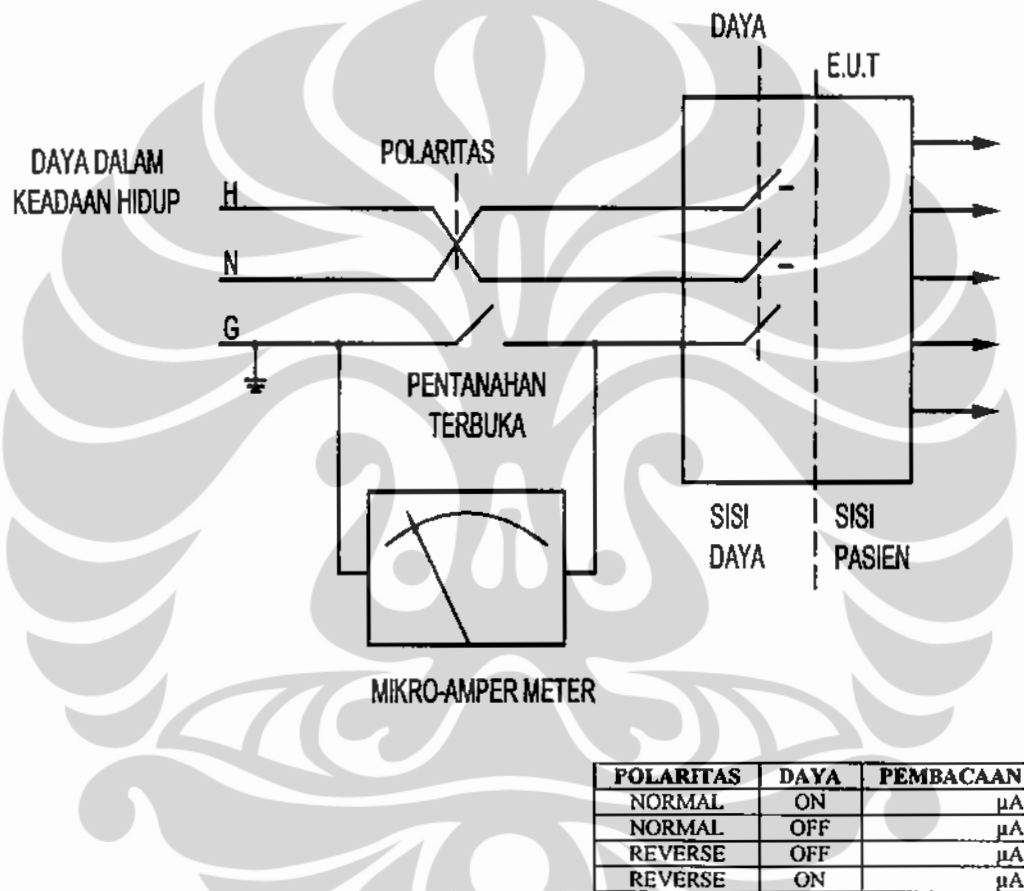 DAYA
E.U.T
DAYA DALAM
KEADAAN HIDUP
POLARITAS
H
N
G
PENTANAHAN
TERBUKA
SISI
DAYA
SISI
PASIEN
MIKRO-AMPER METER
POLARITAS DAYA PEMBACAAN
NORMAL ON µA
NORMAL OFF µA
REVERSE OFF µA
REVERSE ON µA